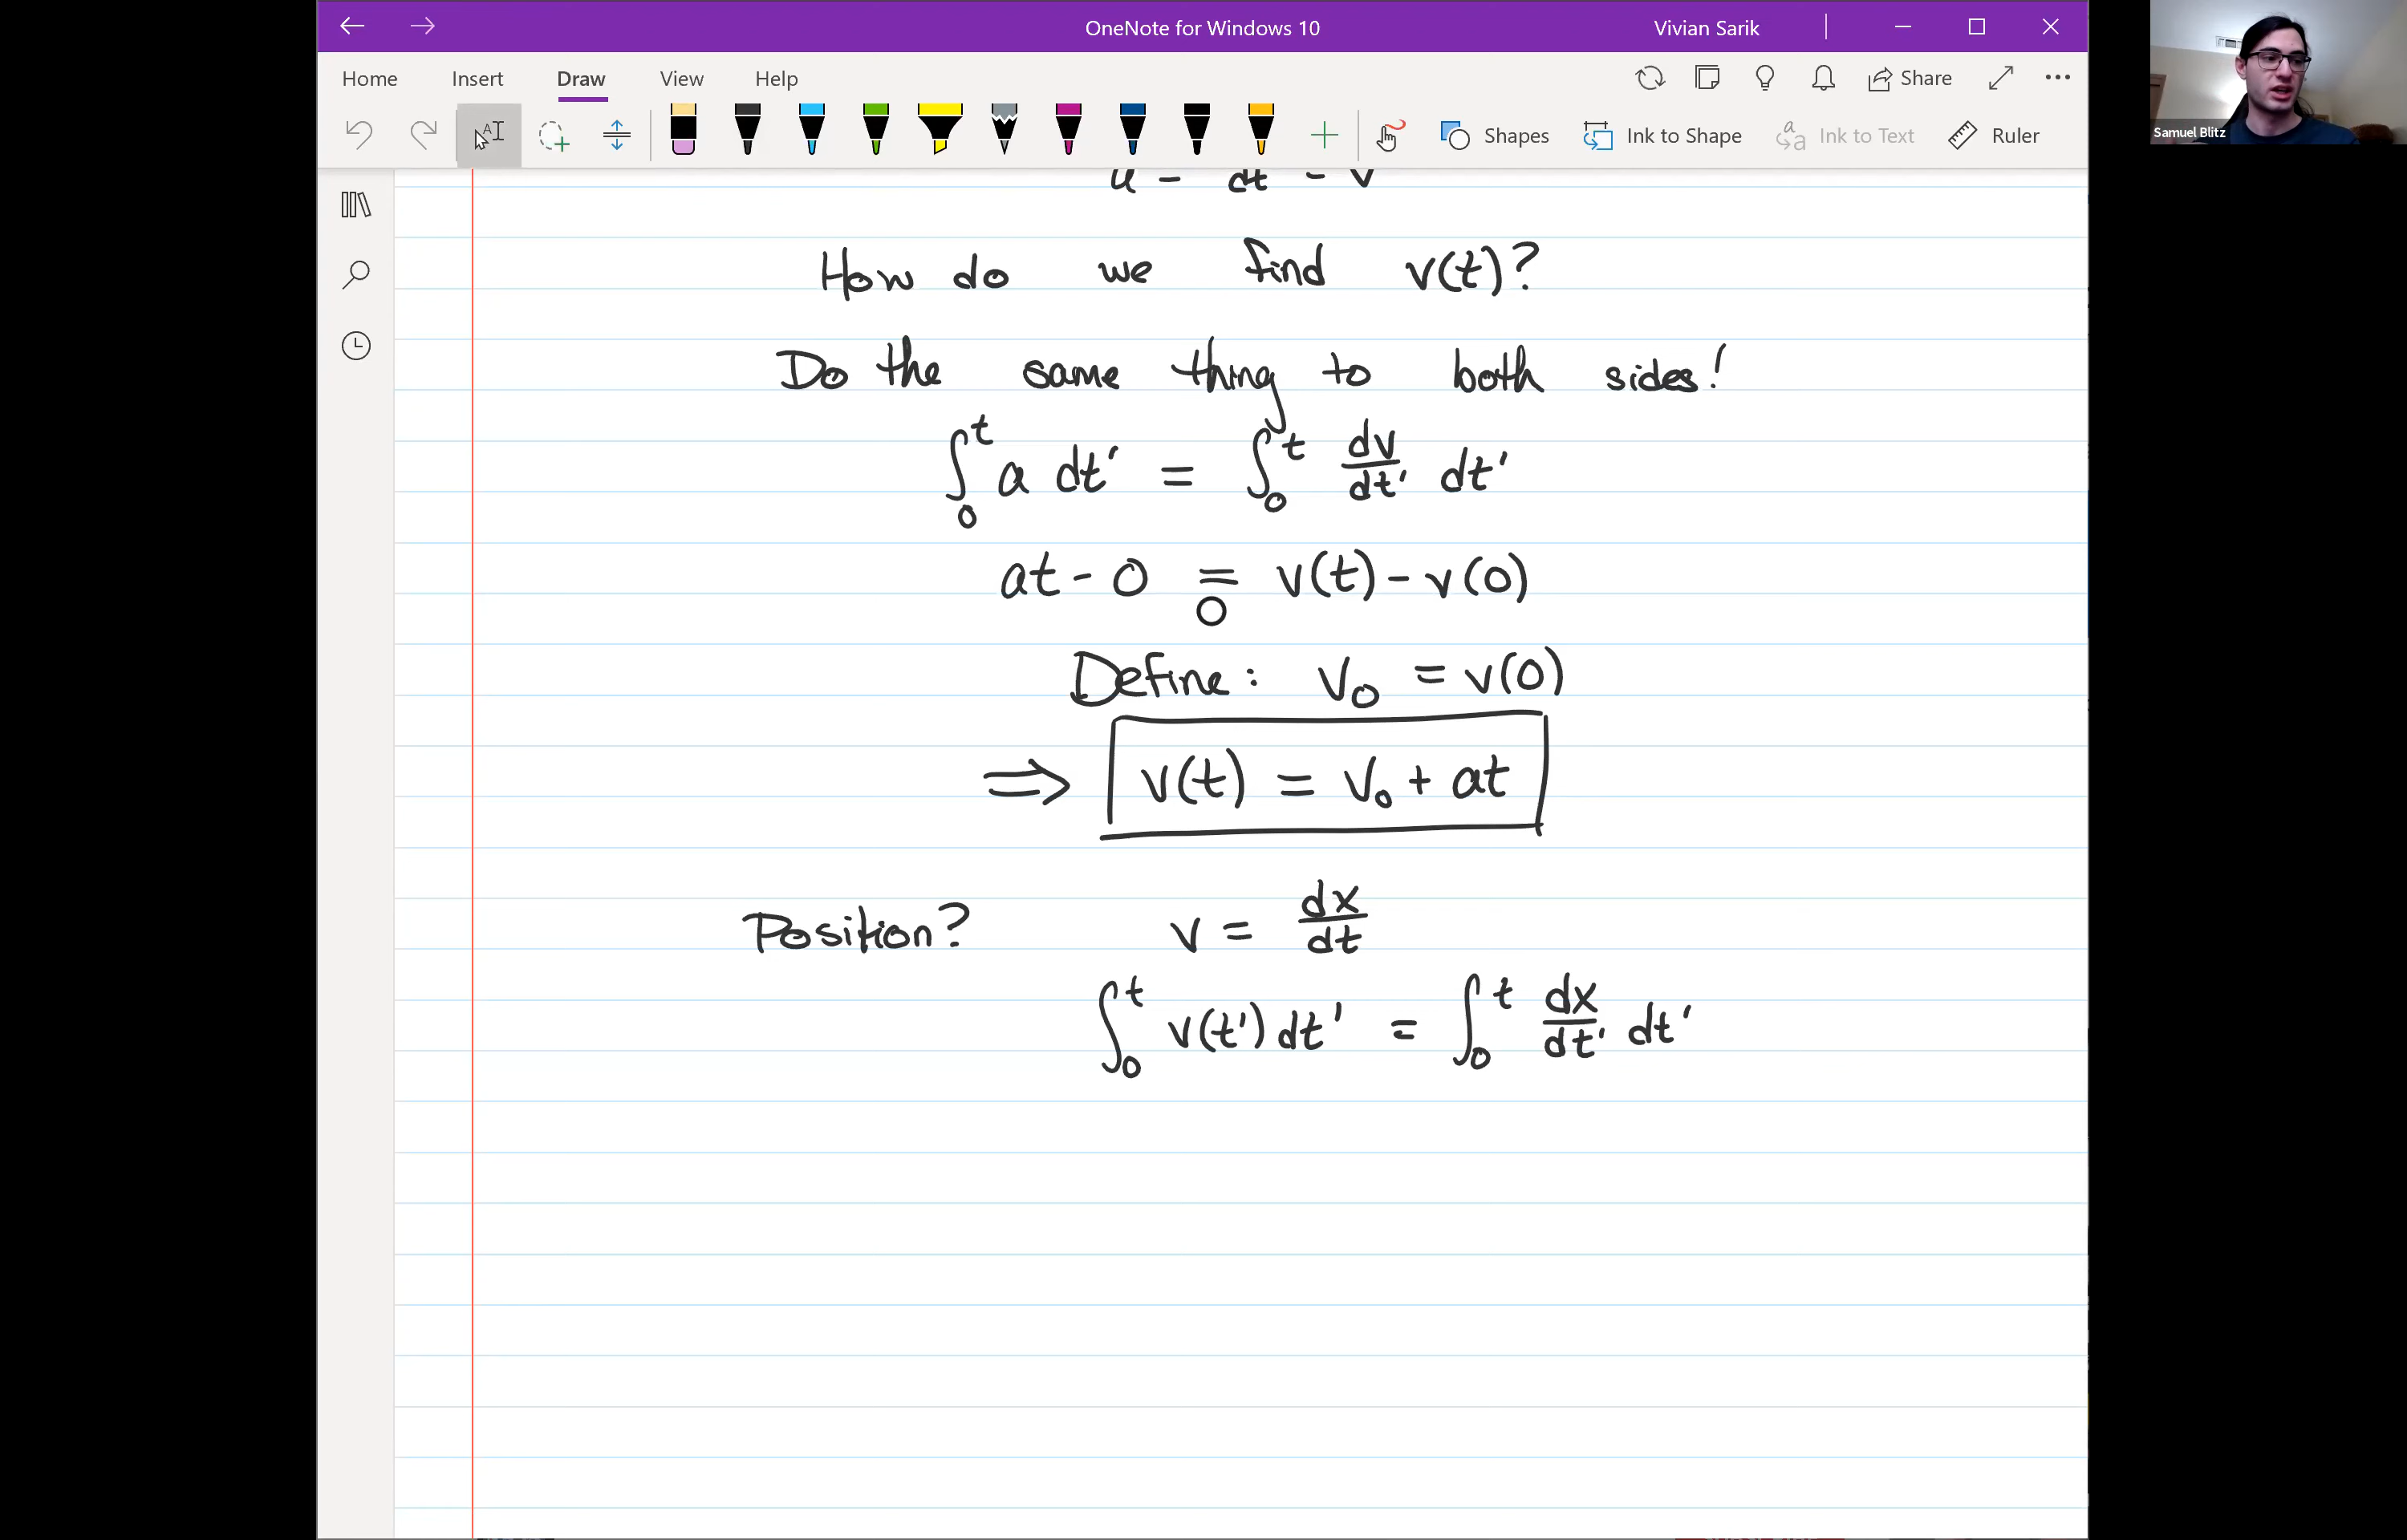 OneNote for Windows 10 Vivian Sarik
Home Insert Draw View Help Share
Shapes Ink to Shape Ink to Text Ruler
Samuel Blitz
How do we find v(t)?
Do the same thing to both sides!
∫₀ᵗ a dt' = ∫₀ᵗ dv/dt' dt'
at - 0 = v(t) - v(0)
0
Define: v₀ = v(0)
⇒ v(t) = v₀ + at
Position? v = dx/dt
∫₀ᵗ v(t') dt' = ∫₀ᵗ dx/dt' dt'